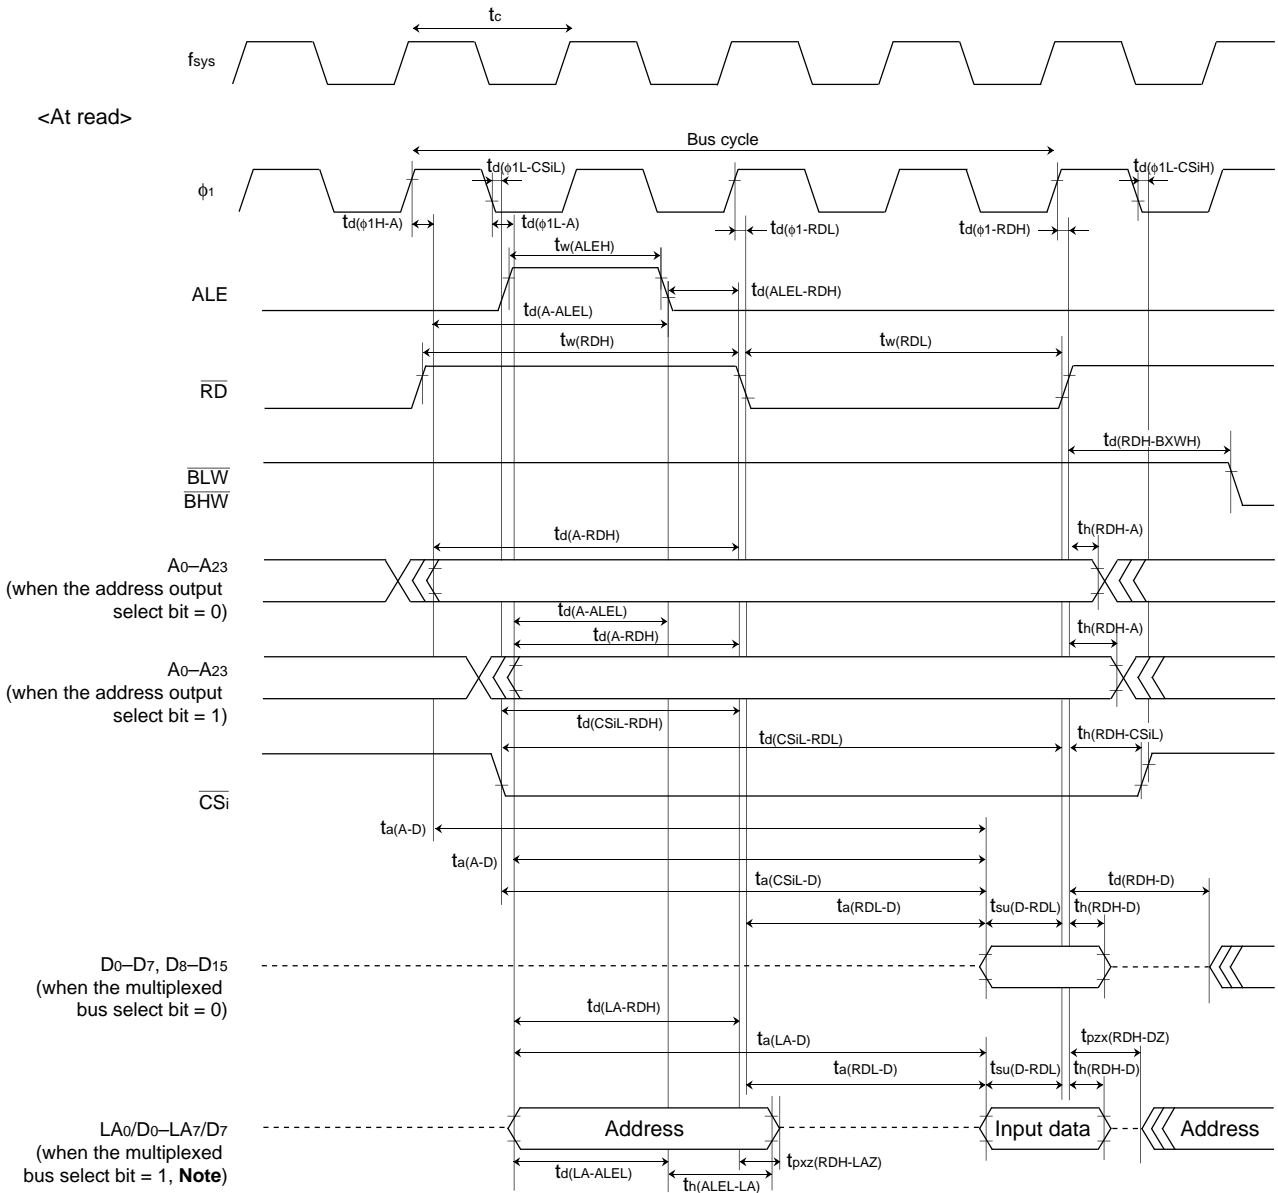 tc
fsys
<At read>
Bus cycle
td(ϕ1L-CSiL)
td(ϕ1L-CSiH)
ϕ1
td(ϕ1H-A)
td(ϕ1L-A)
td(ϕ1-RDL)
td(ϕ1-RDH)
tw(ALEH)
ALE
td(ALEL-RDH)
td(A-ALEL)
tw(RDH)
tw(RDL)
RD
td(RDH-BXWH)
BLW
BHW
td(A-RDH)
th(RDH-A)
A0–A23
(when the address output
select bit = 0)
td(A-ALEL)
td(A-RDH)
th(RDH-A)
A0–A23
(when the address output
select bit = 1)
td(CSiL-RDH)
td(CSiL-RDL)
th(RDH-CSiL)
CSi
ta(A-D)
ta(A-D)
ta(CSiL-D)
td(RDH-D)
ta(RDL-D)
tsu(D-RDL)
th(RDH-D)
D0–D7, D8–D15
(when the multiplexed
bus select bit = 0)
td(LA-RDH)
ta(LA-D)
tpzx(RDH-DZ)
ta(RDL-D)
tsu(D-RDL)
th(RDH-D)
LA0/D0–LA7/D7
(when the multiplexed
bus select bit = 1, Note)
Address
Input data
Address
td(LA-ALEL)
tpxz(RDH-LAZ)
th(ALEL-LA)